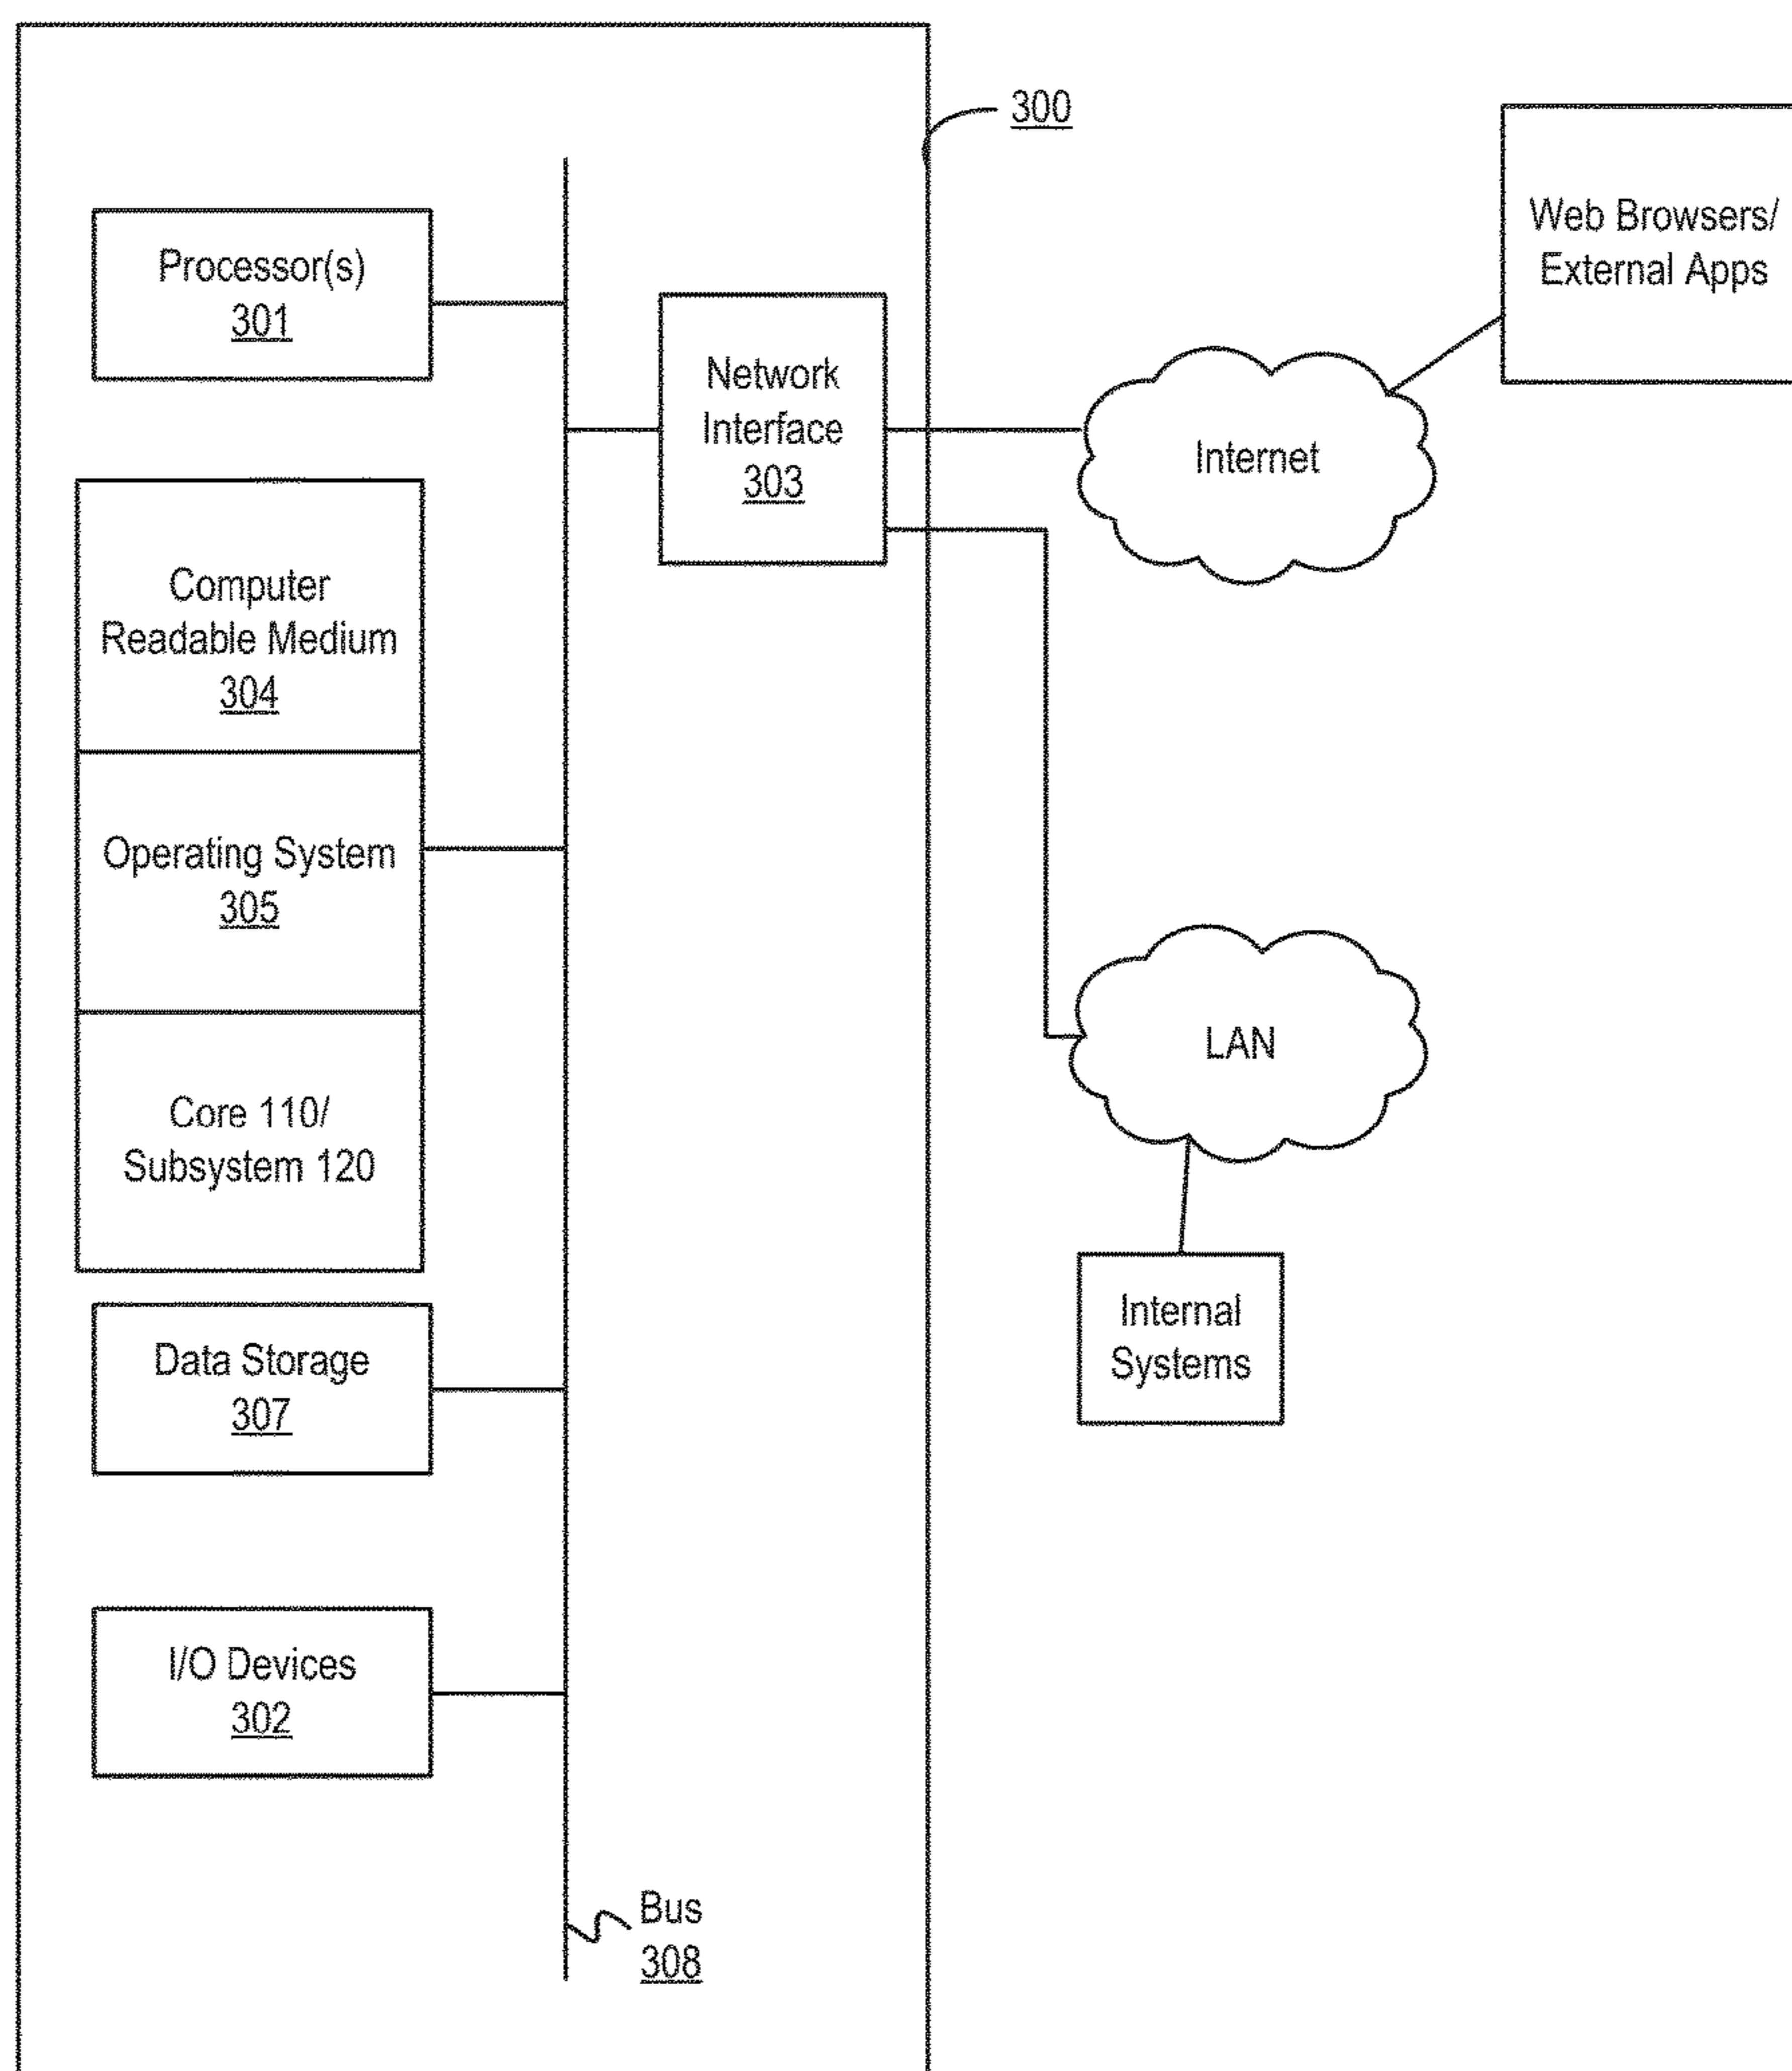 300
Web Browsers/
External Apps
Processor(s)
301
Network
Interface
303
Internet
Computer
Readable Medium
304
Operating System
305
LAN
Core 110/
Subsystem 120
Internal
Systems
Data Storage
307
I/O Devices
302
Bus
308